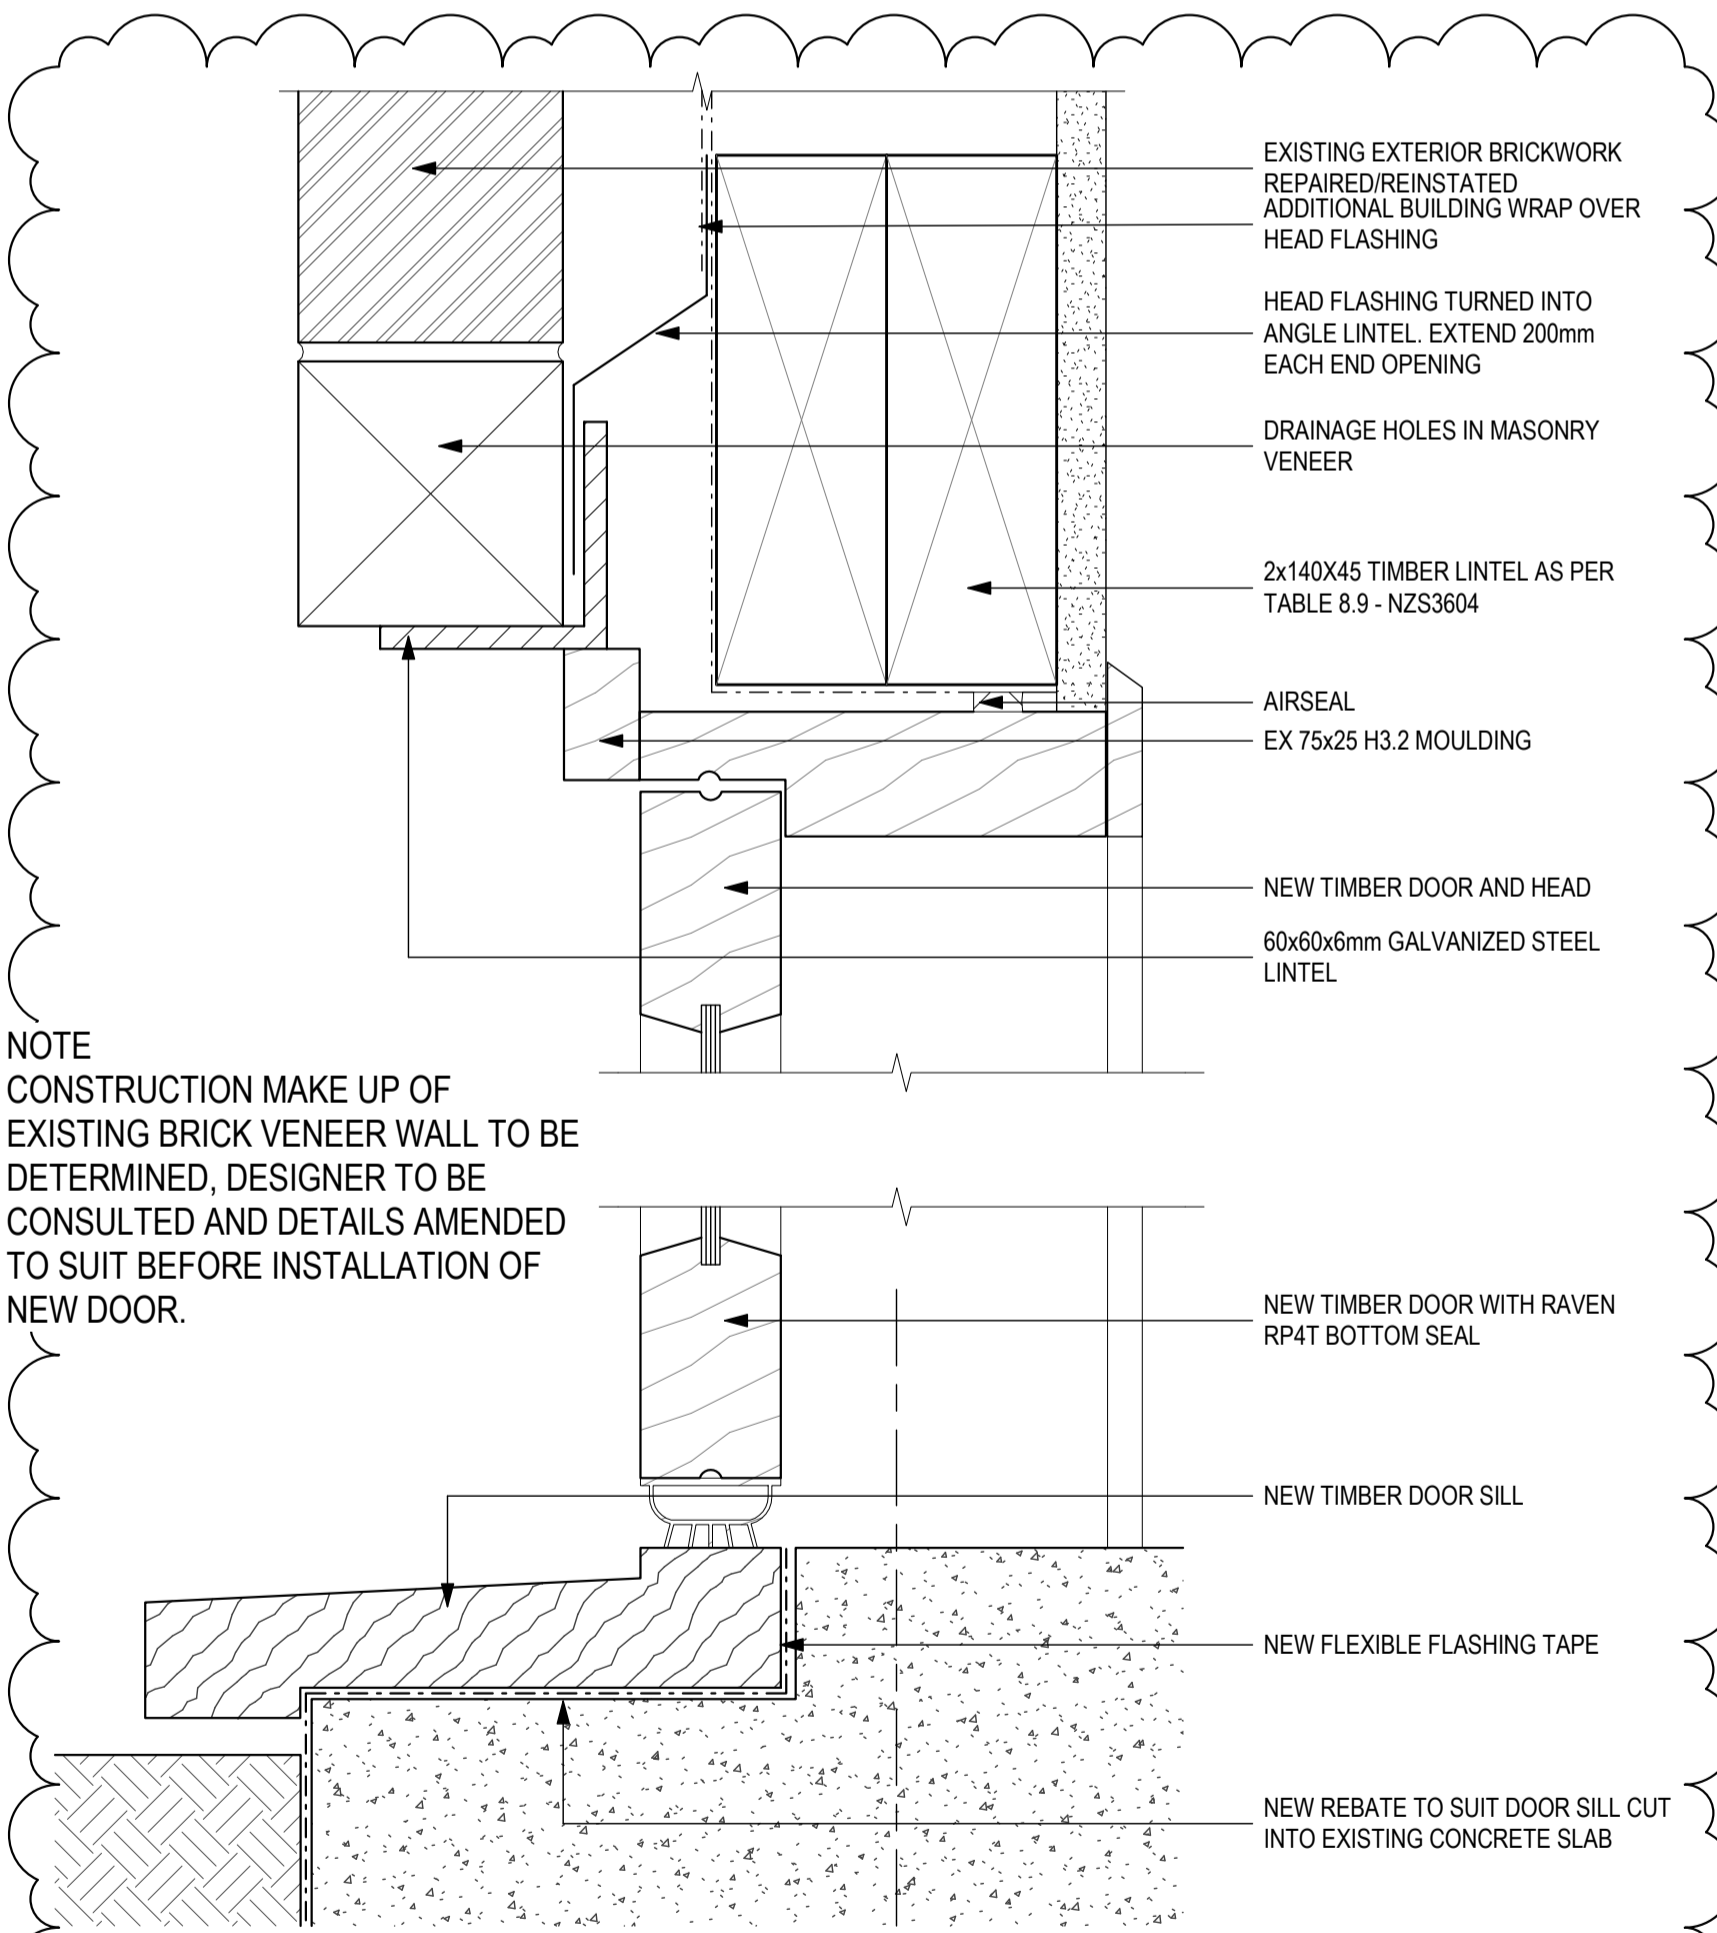 EXISTING EXTERIOR BRICKWORK
REPAIRED/REINSTATED
ADDITIONAL BUILDING WRAP OVER
HEAD FLASHING
HEAD FLASHING TURNED INTO
ANGLE LINTEL. EXTEND 200mm
EACH END OPENING
DRAINAGE HOLES IN MASONRY
VENEER
2x140X45 TIMBER LINTEL AS PER
TABLE 8.9 - NZS3604
AIRSEAL
EX 75x25 H3.2 MOULDING
NEW TIMBER DOOR AND HEAD
60x60x6mm GALVANIZED STEEL
LINTEL
NOTE
CONSTRUCTION MAKE UP OF
EXISTING BRICK VENEER WALL TO BE
DETERMINED, DESIGNER TO BE
CONSULTED AND DETAILS AMENDED
TO SUIT BEFORE INSTALLATION OF
NEW DOOR.
NEW TIMBER DOOR WITH RAVEN
RP4T BOTTOM SEAL
NEW TIMBER DOOR SILL
NEW FLEXIBLE FLASHING TAPE
NEW REBATE TO SUIT DOOR SILL CUT
INTO EXISTING CONCRETE SLAB